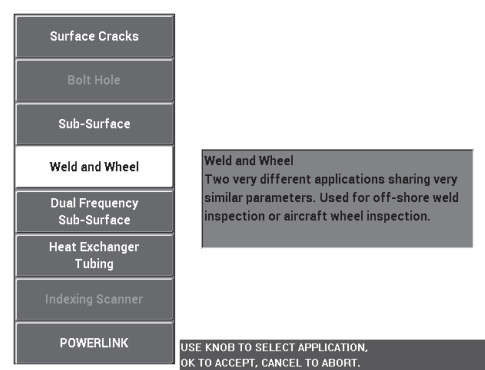 Surface Cracks
Bolt Hole
Sub-Surface
Weld and Wheel
Dual Frequency
Sub-Surface
Heat Exchanger
Tubing
Indexing Scanner
POWERLINK
Weld and Wheel
Two very different applications sharing very
similar parameters. Used for off-shore weld
inspection or aircraft wheel inspection.
USE KNOB TO SELECT APPLICATION,
OK TO ACCEPT, CANCEL TO ABORT.